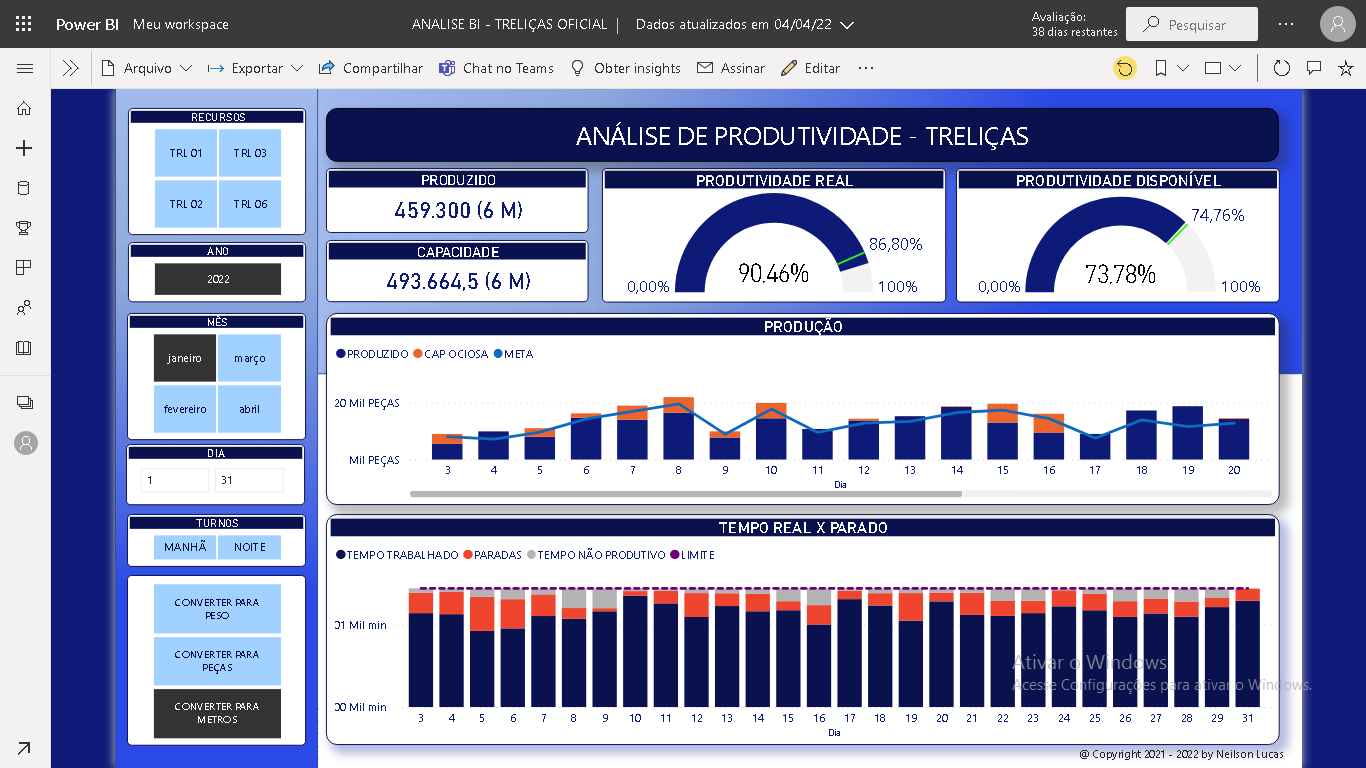 Power BI Meu workspace
ANALISE BI - TRELIÇAS OFICIAL | Dados atualizados em 04/04/22
Avaliação:
38 dias restantes
Pesquisar
Arquivo Exportar Compartilhar Chat no Teams Obter insights Assinar Editar
RECURSOS
TRL 01 TRL 03
TRL 02 TRL 06
ANO
2022
MÊS
janeiro março
fevereiro abril
DIA
1 31
TURNOS
MANHÃ NOITE
CONVERTER PARA
PESO
CONVERTER PARA
PEÇAS
CONVERTER PARA
METROS
ANÁLISE DE PRODUTIVIDADE - TRELIÇAS
PRODUZIDO
459.300 (6 M)
CAPACIDADE
493.664,5 (6 M)
PRODUTIVIDADE REAL
86,80%
90.46%
0,00% 100%
PRODUTIVIDADE DISPONÍVEL
74,76%
73.78%
0,00% 100%
PRODUÇÃO
PRODUZIDO CAP OCIOSA META
20 Mil PEÇAS
Mil PEÇAS
3 4 5 6 7 8 9 10 11 12 13 14 15 16 17 18 19 20
Dia
TEMPO REAL X PARADO
TEMPO TRABALHADO PARADAS TEMPO NÃO PRODUTIVO LIMITE
01 Mil min
00 Mil min
3 4 5 6 7 8 9 10 11 12 13 14 15 16 17 18 19 20 21 22 23 24 25 26 27 28 29 31
Dia
Ativar o Windows
Acesse Configurações para ativar o Windows.
@ Copyright 2021 - 2022 by Neilson Lucas